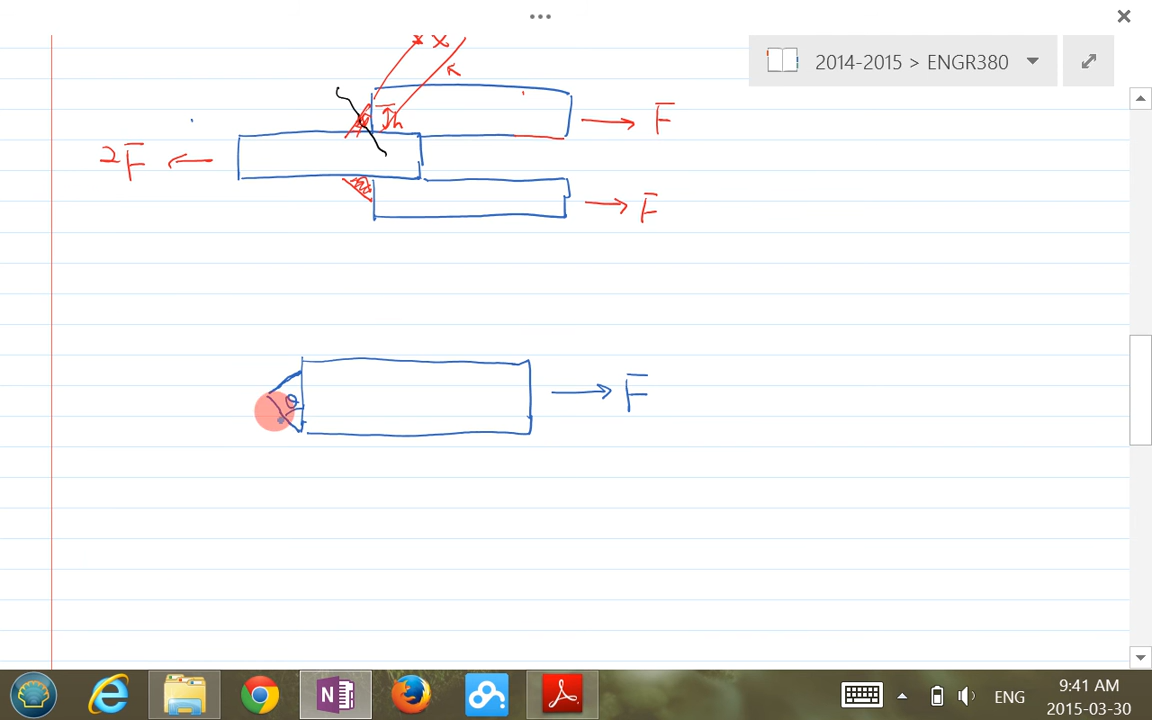 2014-2015 > ENGR380
x x
h
F
2F
F
θ
F
ENG
9:41 AM
2015-03-30